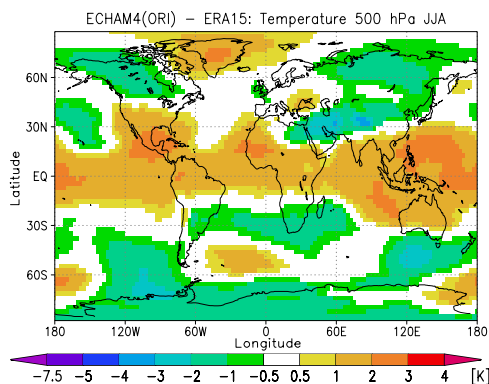 ECHAM4(ORI) - ERA15: Temperature 500 hPa JJA
Latitude
60N
30N
EQ
30S
60S
180 120W 60W 0 60E 120E 180
Longitude
-7.5 -5 -4 -3 -2 -1 -0.5 0.5 1 2 3 4 [K]